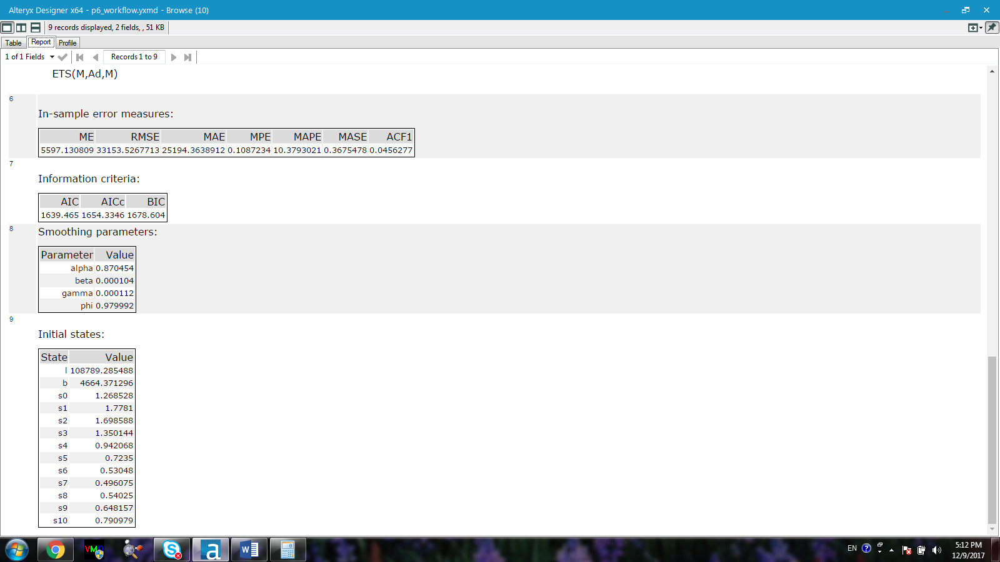 Alteryx Designer x64 - p6_workflow.yxmd - Browse (10)
9 records displayed, 2 fields, , 51 KB
Table Report Profile
1 of 1 Fields Records 1 to 9
ETS(M,Ad,M)
6
In-sample error measures:
ME RMSE MAE MPE MAPE MASE ACF1
5597.130809 33153.5267713 25194.3638912 0.1087234 10.3793021 0.3675478 0.0456277
7
Information criteria:
AIC AICc BIC
1639.465 1654.3346 1678.604
8
Smoothing parameters:
Parameter Value
alpha 0.870454
beta 0.000104
gamma 0.000112
phi 0.979992
9
Initial states:
State Value
l 108789.285488
b 4664.371296
s0 1.268528
s1 1.7781
s2 1.698588
s3 1.350144
s4 0.942068
s5 0.7235
s6 0.53048
s7 0.496075
s8 0.54025
s9 0.648157
s10 0.790979
EN 5:12 PM
12/9/2017